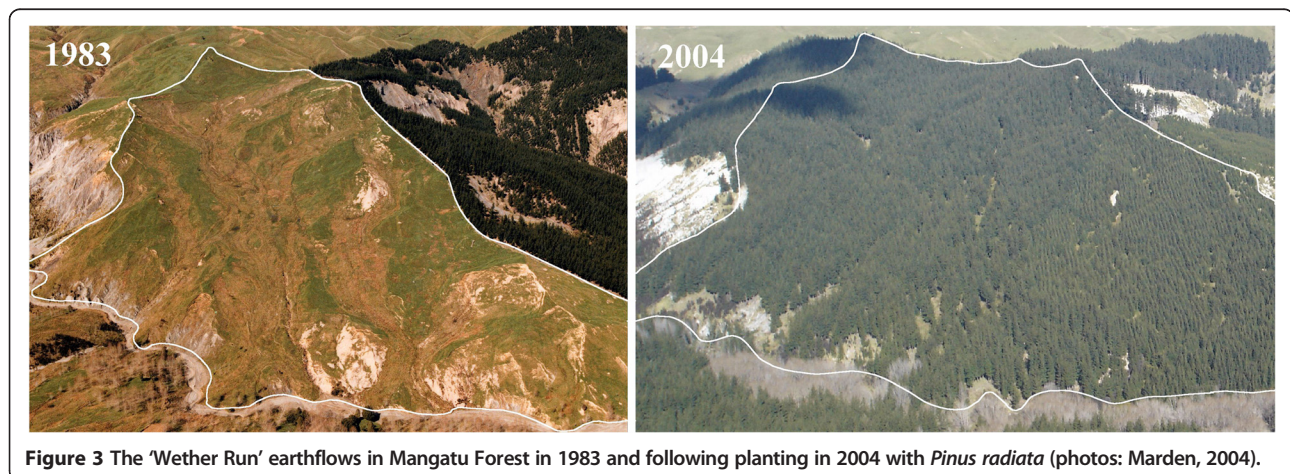 1983
2004
Figure 3 The ‘Wether Run’ earthflows in Mangatu Forest in 1983 and following planting in 2004 with Pinus radiata (photos: Marden, 2004).